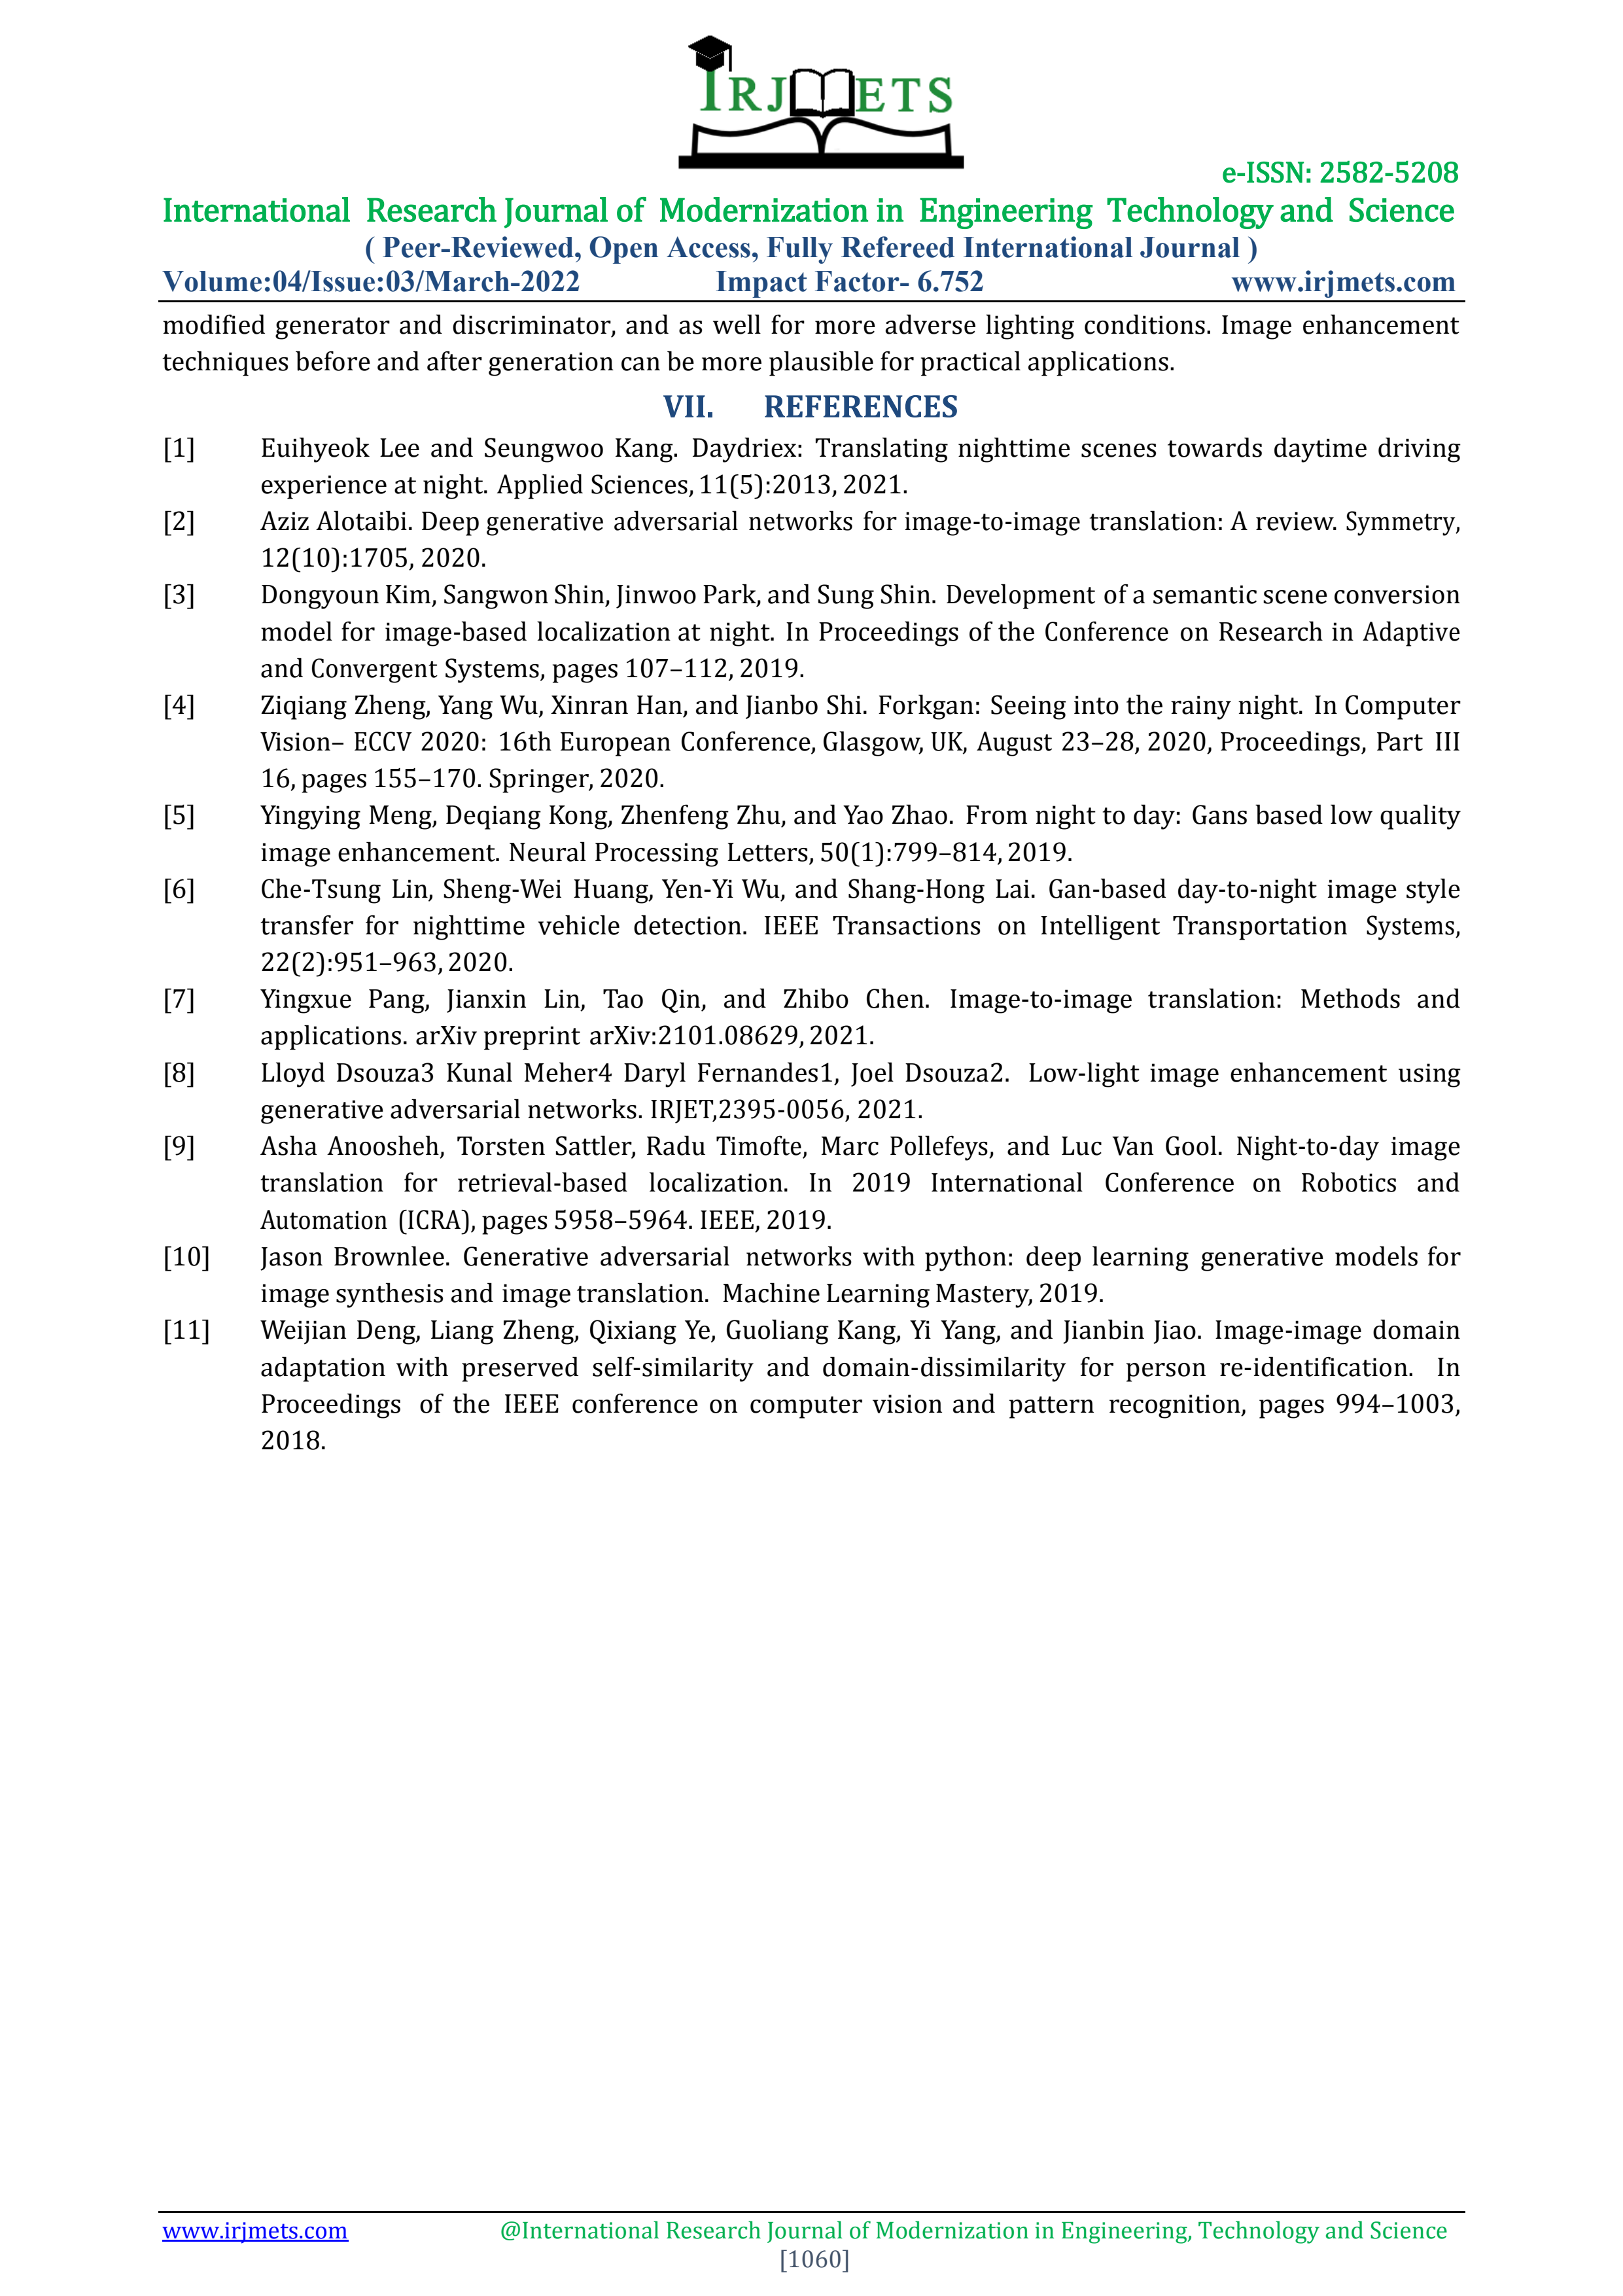 IRJMETS
e-ISSN: 2582-5208
International Research Journal of Modernization in Engineering Technology and Science
( Peer-Reviewed, Open Access, Fully Refereed International Journal )
Volume:04/Issue:03/March-2022 Impact Factor- 6.752 www.irjmets.com
modified generator and discriminator, and as well for more adverse lighting conditions. Image enhancement
techniques before and after generation can be more plausible for practical applications.
VII. REFERENCES
[1] Euihyeok Lee and Seungwoo Kang. Daydriex: Translating nighttime scenes towards daytime driving
experience at night. Applied Sciences, 11(5):2013, 2021.
[2] Aziz Alotaibi. Deep generative adversarial networks for image-to-image translation: A review. Symmetry,
12(10):1705, 2020.
[3] Dongyoun Kim, Sangwon Shin, Jinwoo Park, and Sung Shin. Development of a semantic scene conversion
model for image-based localization at night. In Proceedings of the Conference on Research in Adaptive
and Convergent Systems, pages 107–112, 2019.
[4] Ziqiang Zheng, Yang Wu, Xinran Han, and Jianbo Shi. Forkgan: Seeing into the rainy night. In Computer
Vision– ECCV 2020: 16th European Conference, Glasgow, UK, August 23–28, 2020, Proceedings, Part III
16, pages 155–170. Springer, 2020.
[5] Yingying Meng, Deqiang Kong, Zhenfeng Zhu, and Yao Zhao. From night to day: Gans based low quality
image enhancement. Neural Processing Letters, 50(1):799–814, 2019.
[6] Che-Tsung Lin, Sheng-Wei Huang, Yen-Yi Wu, and Shang-Hong Lai. Gan-based day-to-night image style
transfer for nighttime vehicle detection. IEEE Transactions on Intelligent Transportation Systems,
22(2):951–963, 2020.
[7] Yingxue Pang, Jianxin Lin, Tao Qin, and Zhibo Chen. Image-to-image translation: Methods and
applications. arXiv preprint arXiv:2101.08629, 2021.
[8] Lloyd Dsouza3 Kunal Meher4 Daryl Fernandes1, Joel Dsouza2. Low-light image enhancement using
generative adversarial networks. IRJET,2395-0056, 2021.
[9] Asha Anoosheh, Torsten Sattler, Radu Timofte, Marc Pollefeys, and Luc Van Gool. Night-to-day image
translation for retrieval-based localization. In 2019 International Conference on Robotics and
Automation (ICRA), pages 5958–5964. IEEE, 2019.
[10] Jason Brownlee. Generative adversarial networks with python: deep learning generative models for
image synthesis and image translation. Machine Learning Mastery, 2019.
[11] Weijian Deng, Liang Zheng, Qixiang Ye, Guoliang Kang, Yi Yang, and Jianbin Jiao. Image-image domain
adaptation with preserved self-similarity and domain-dissimilarity for person re-identification. In
Proceedings of the IEEE conference on computer vision and pattern recognition, pages 994–1003,
2018.
www.irjmets.com @International Research Journal of Modernization in Engineering, Technology and Science
[1060]